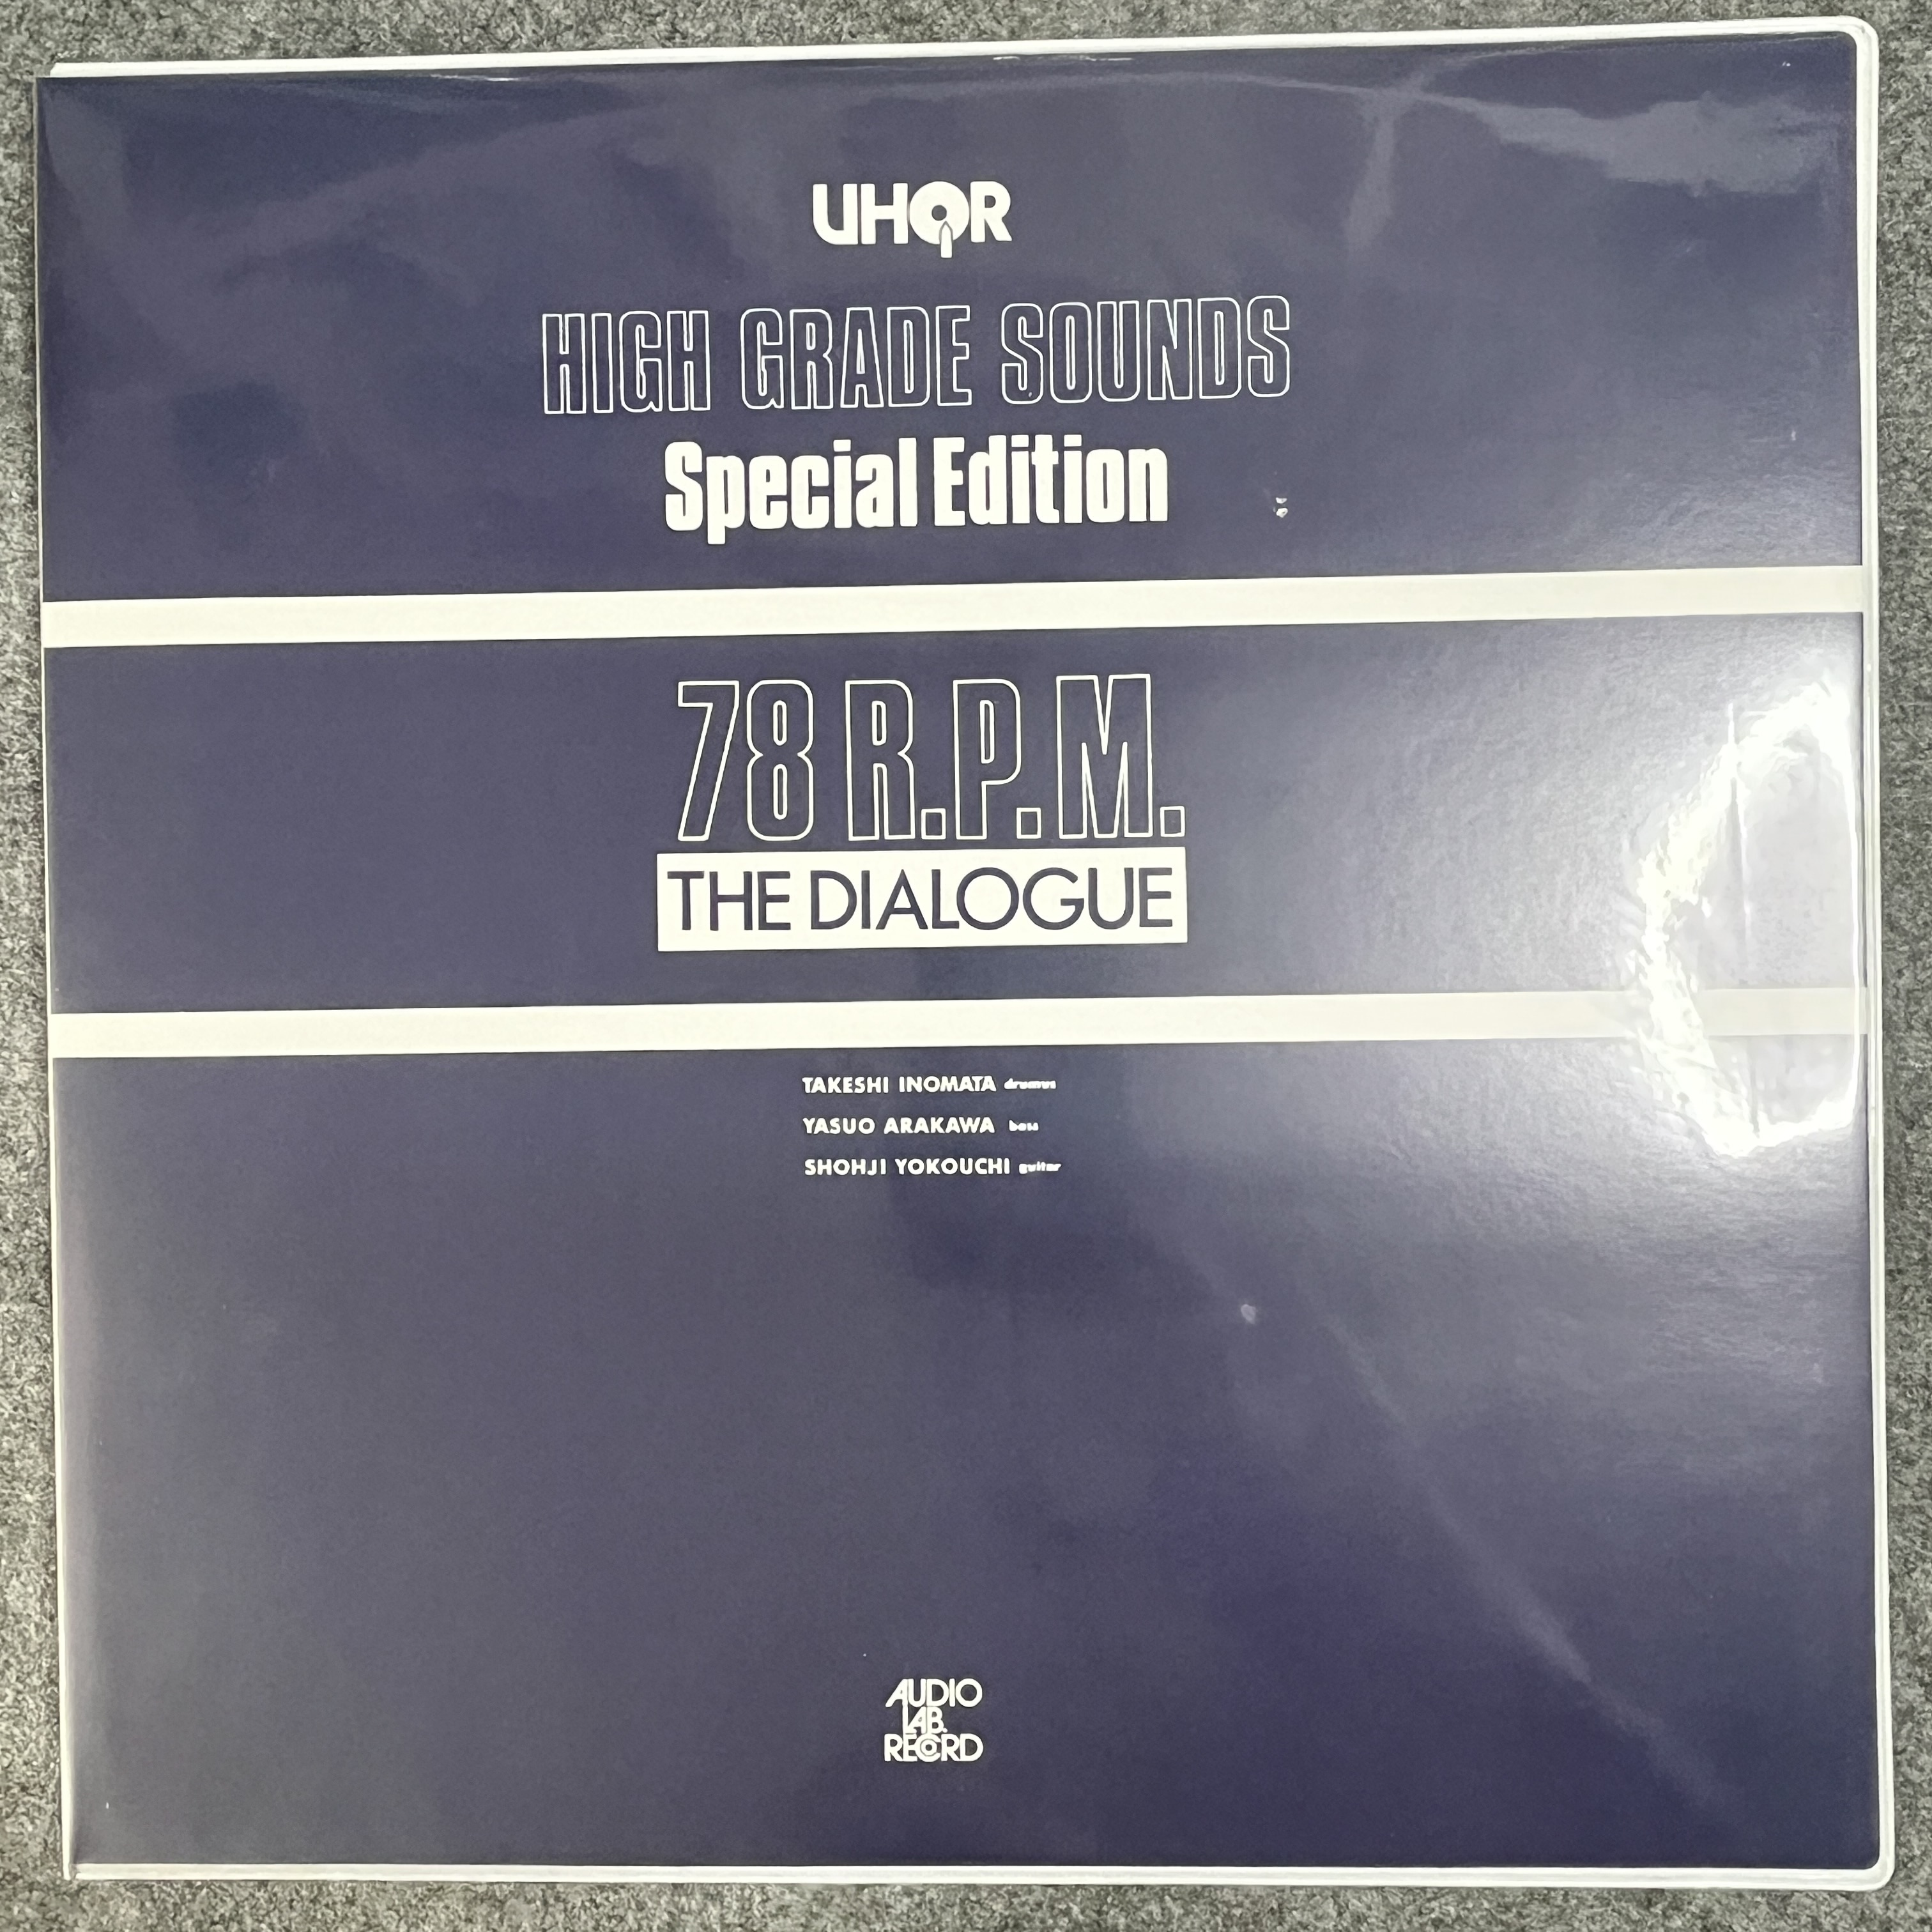 UHQR
HIGH GRADE SOUNDS
Special Edition
78 R.P.M.
THE DIALOGUE
TAKESHI INOMATA drums
YASUO ARAKAWA bass
SHOHJI YOKOUCHI guitar
AUDIO
LAB.
RECORD